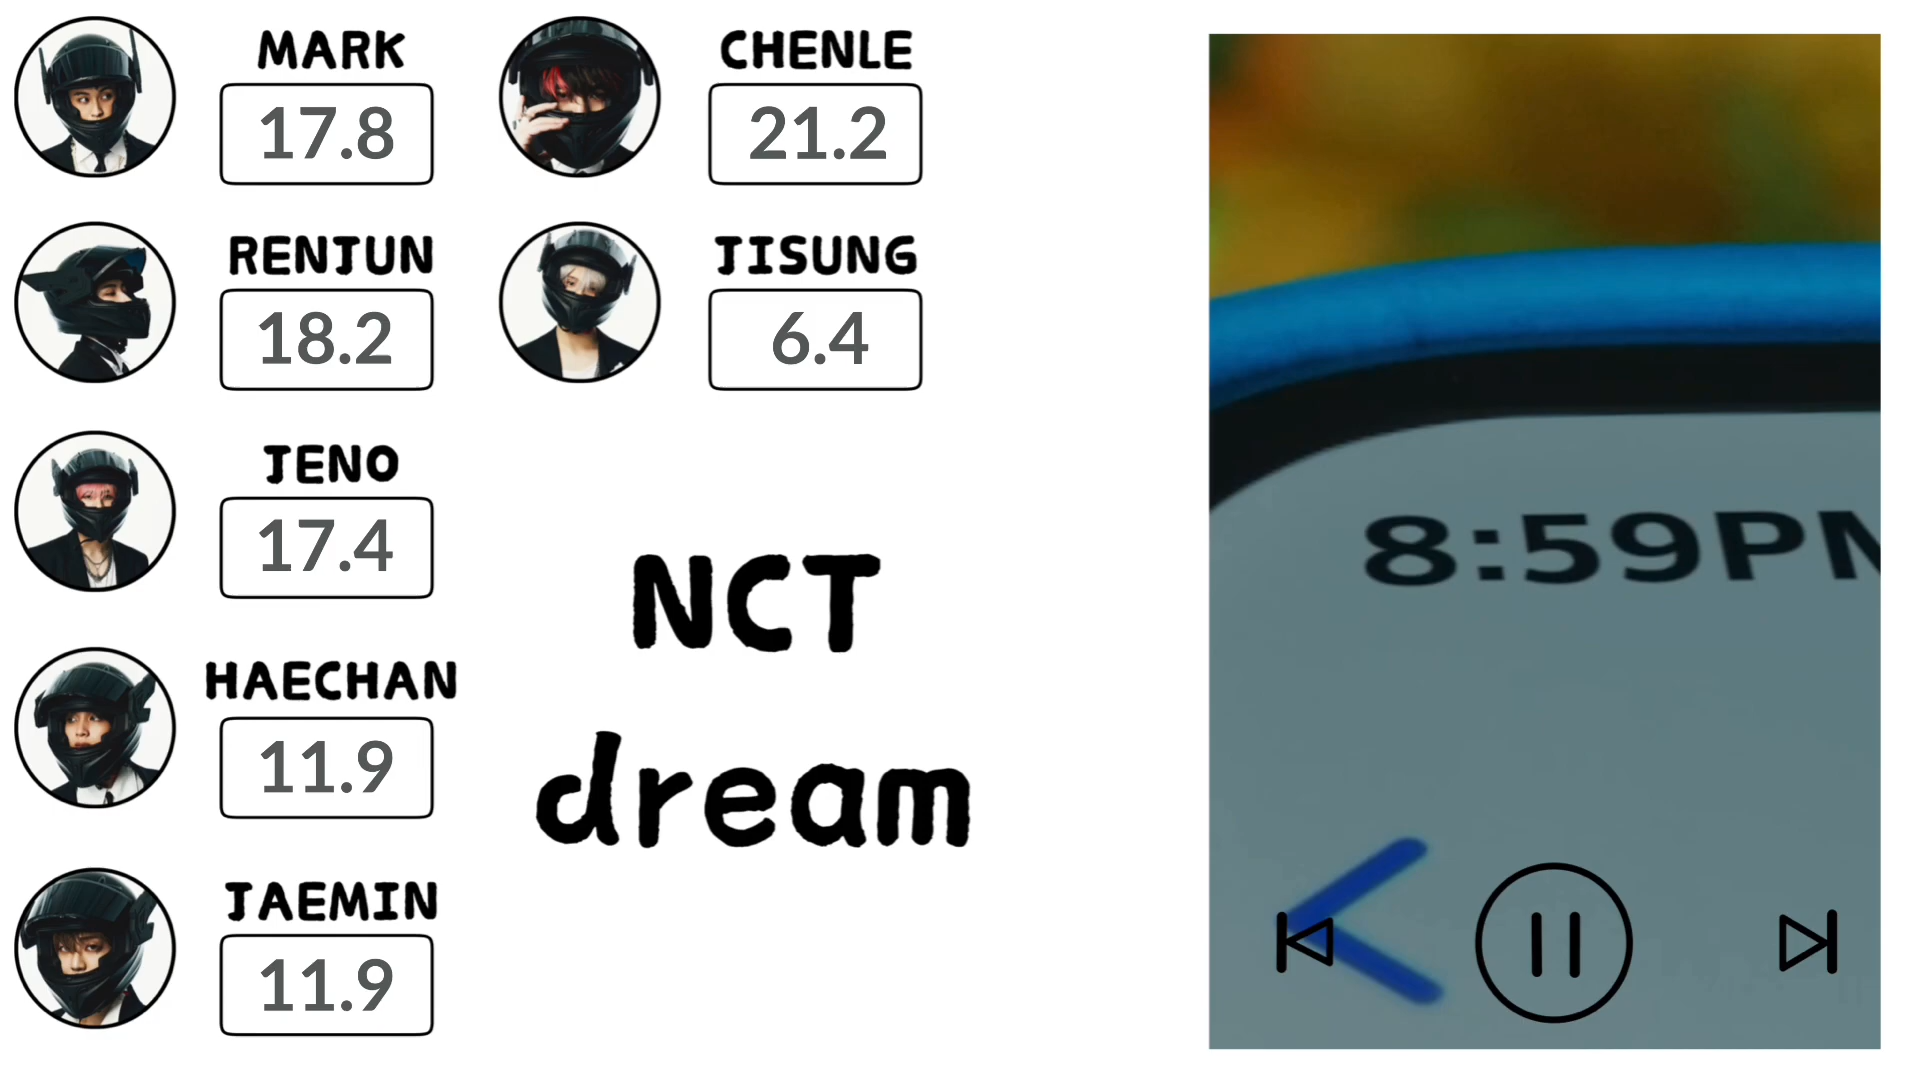 MARK
17.8
RENJUN
18.2
JENO
17.4
HAECHAN
11.9
JAEMIN
11.9
CHENLE
21.2
JISUNG
6.4
NCT
dream
8:59PM